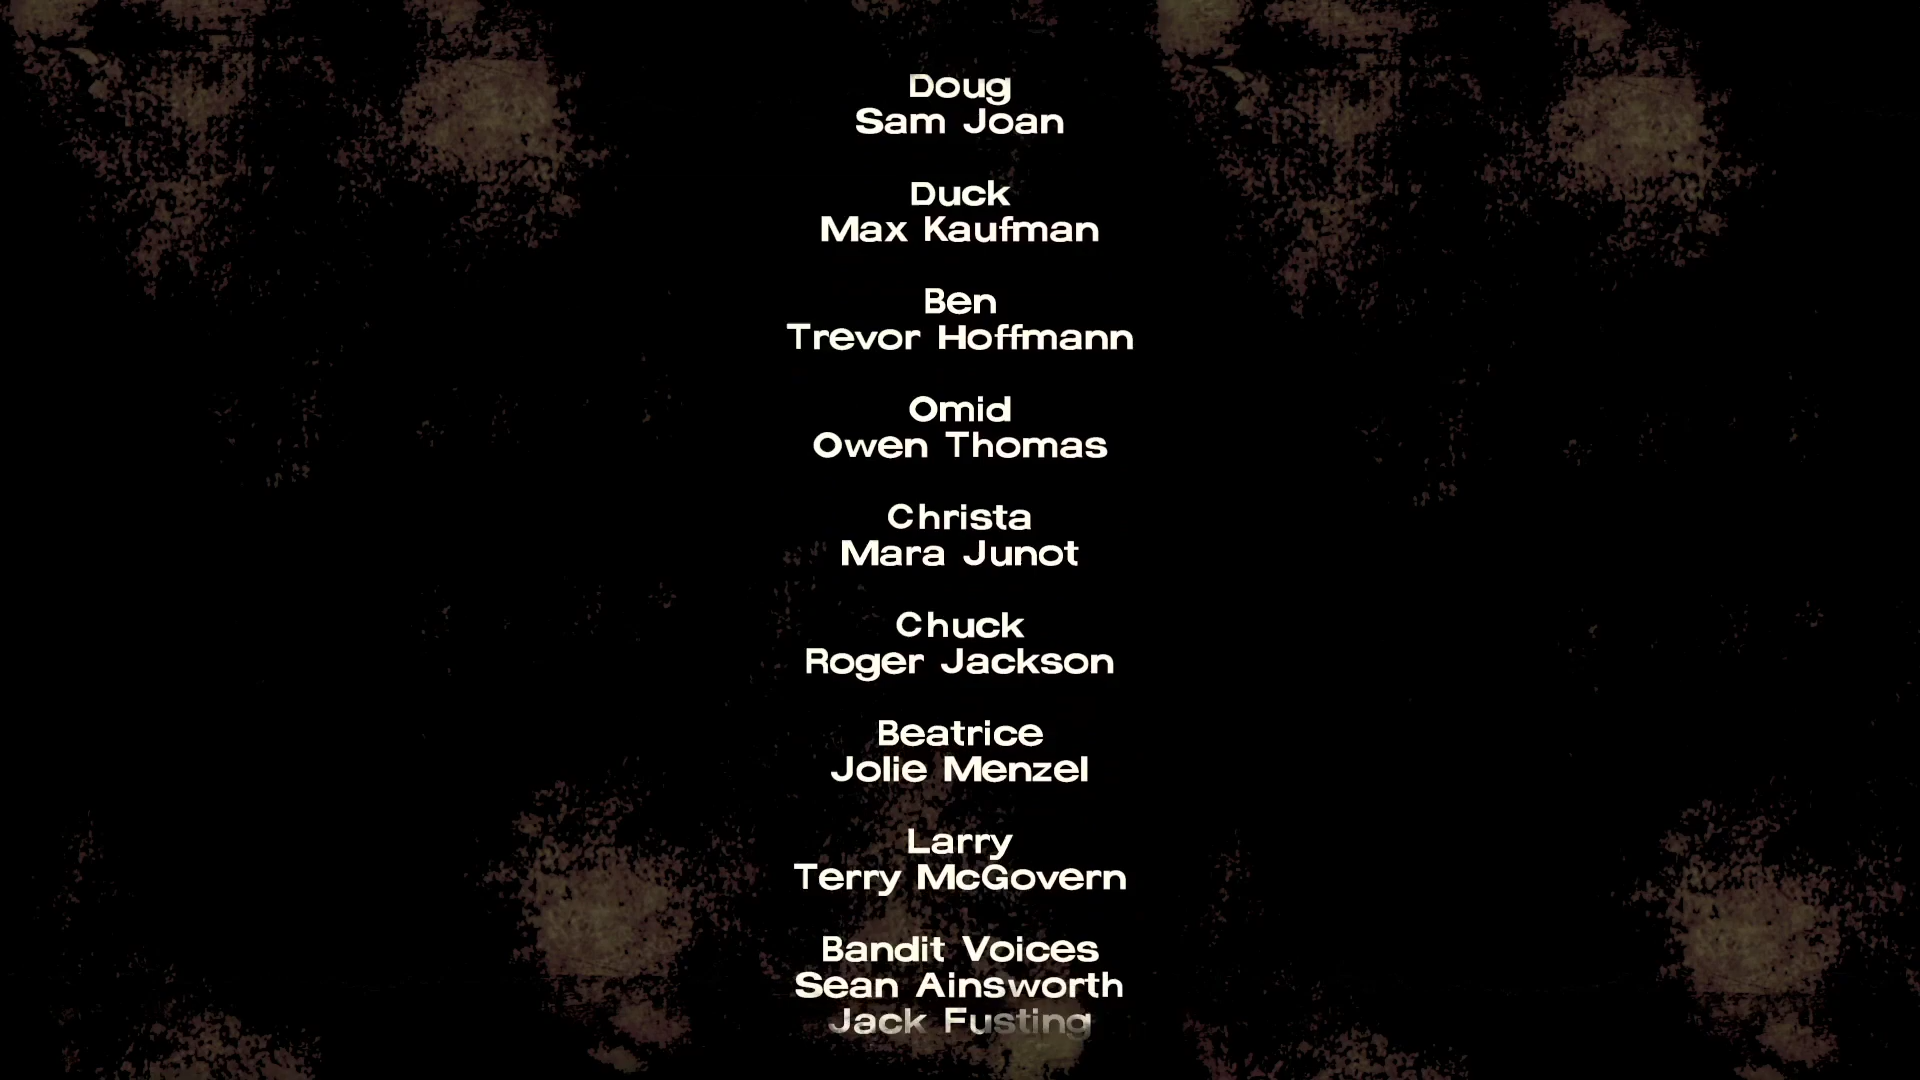 Doug
Sam Joan
Duck
Max Kaufman
Ben
Trevor Hoffmann
Omid
Owen Thomas
Christa
Mara Junot
Chuck
Roger Jackson
Beatrice
Jolie Menzel
Larry
Terry McGovern
Bandit Voices
Sean Ainsworth
Jack Fusting